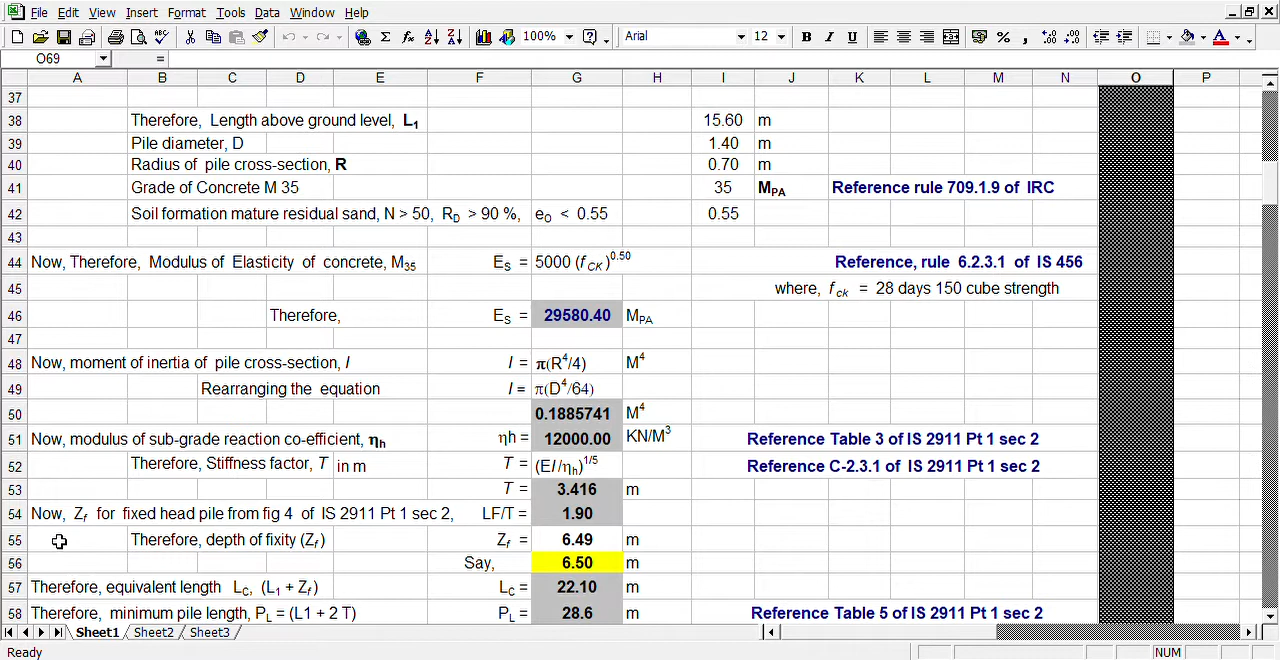 File Edit View Insert Format Tools Data Window Help
100% Arial 12 B I U % ,
O69 =
A B C D E F G H I J K L M N O P
37
38 Therefore, Length above ground level, L1 15.60 m
39 Pile diameter, D 1.40 m
40 Radius of pile cross-section, R 0.70 m
41 Grade of Concrete M 35 35 MPA Reference rule 709.1.9 of IRC
42 Soil formation mature residual sand, N > 50, RD > 90 %, eO < 0.55 0.55
43
44 Now, Therefore, Modulus of Elasticity of concrete, M35 ES = 5000 (fCK)^0.50 Reference, rule 6.2.3.1 of IS 456
45 where, fck = 28 days 150 cube strength
46 Therefore, ES = 29580.40 MPA
47
48 Now, moment of inertia of pile cross-section, I I = π(R^4/4) M^4
49 Rearranging the equation I = π(D^4/64)
50 0.1885741 M^4
51 Now, modulus of sub-grade reaction co-efficient, ηh ηh = 12000.00 KN/M^3 Reference Table 3 of IS 2911 Pt 1 sec 2
52 Therefore, Stiffness factor, T in m T = (EI/ηh)^1/5 Reference C-2.3.1 of IS 2911 Pt 1 sec 2
53 T = 3.416 m
54 Now, Zf for fixed head pile from fig 4 of IS 2911 Pt 1 sec 2, LF/T = 1.90
55 Therefore, depth of fixity (Zf) Zf = 6.49 m
56 Say, 6.50 m
57 Therefore, equivalent length LC, (L1 + Zf) LC = 22.10 m
58 Therefore, minimum pile length, PL = (L1 + 2 T) PL = 28.6 m Reference Table 5 of IS 2911 Pt 1 sec 2
Sheet1 Sheet2 Sheet3
Ready NUM